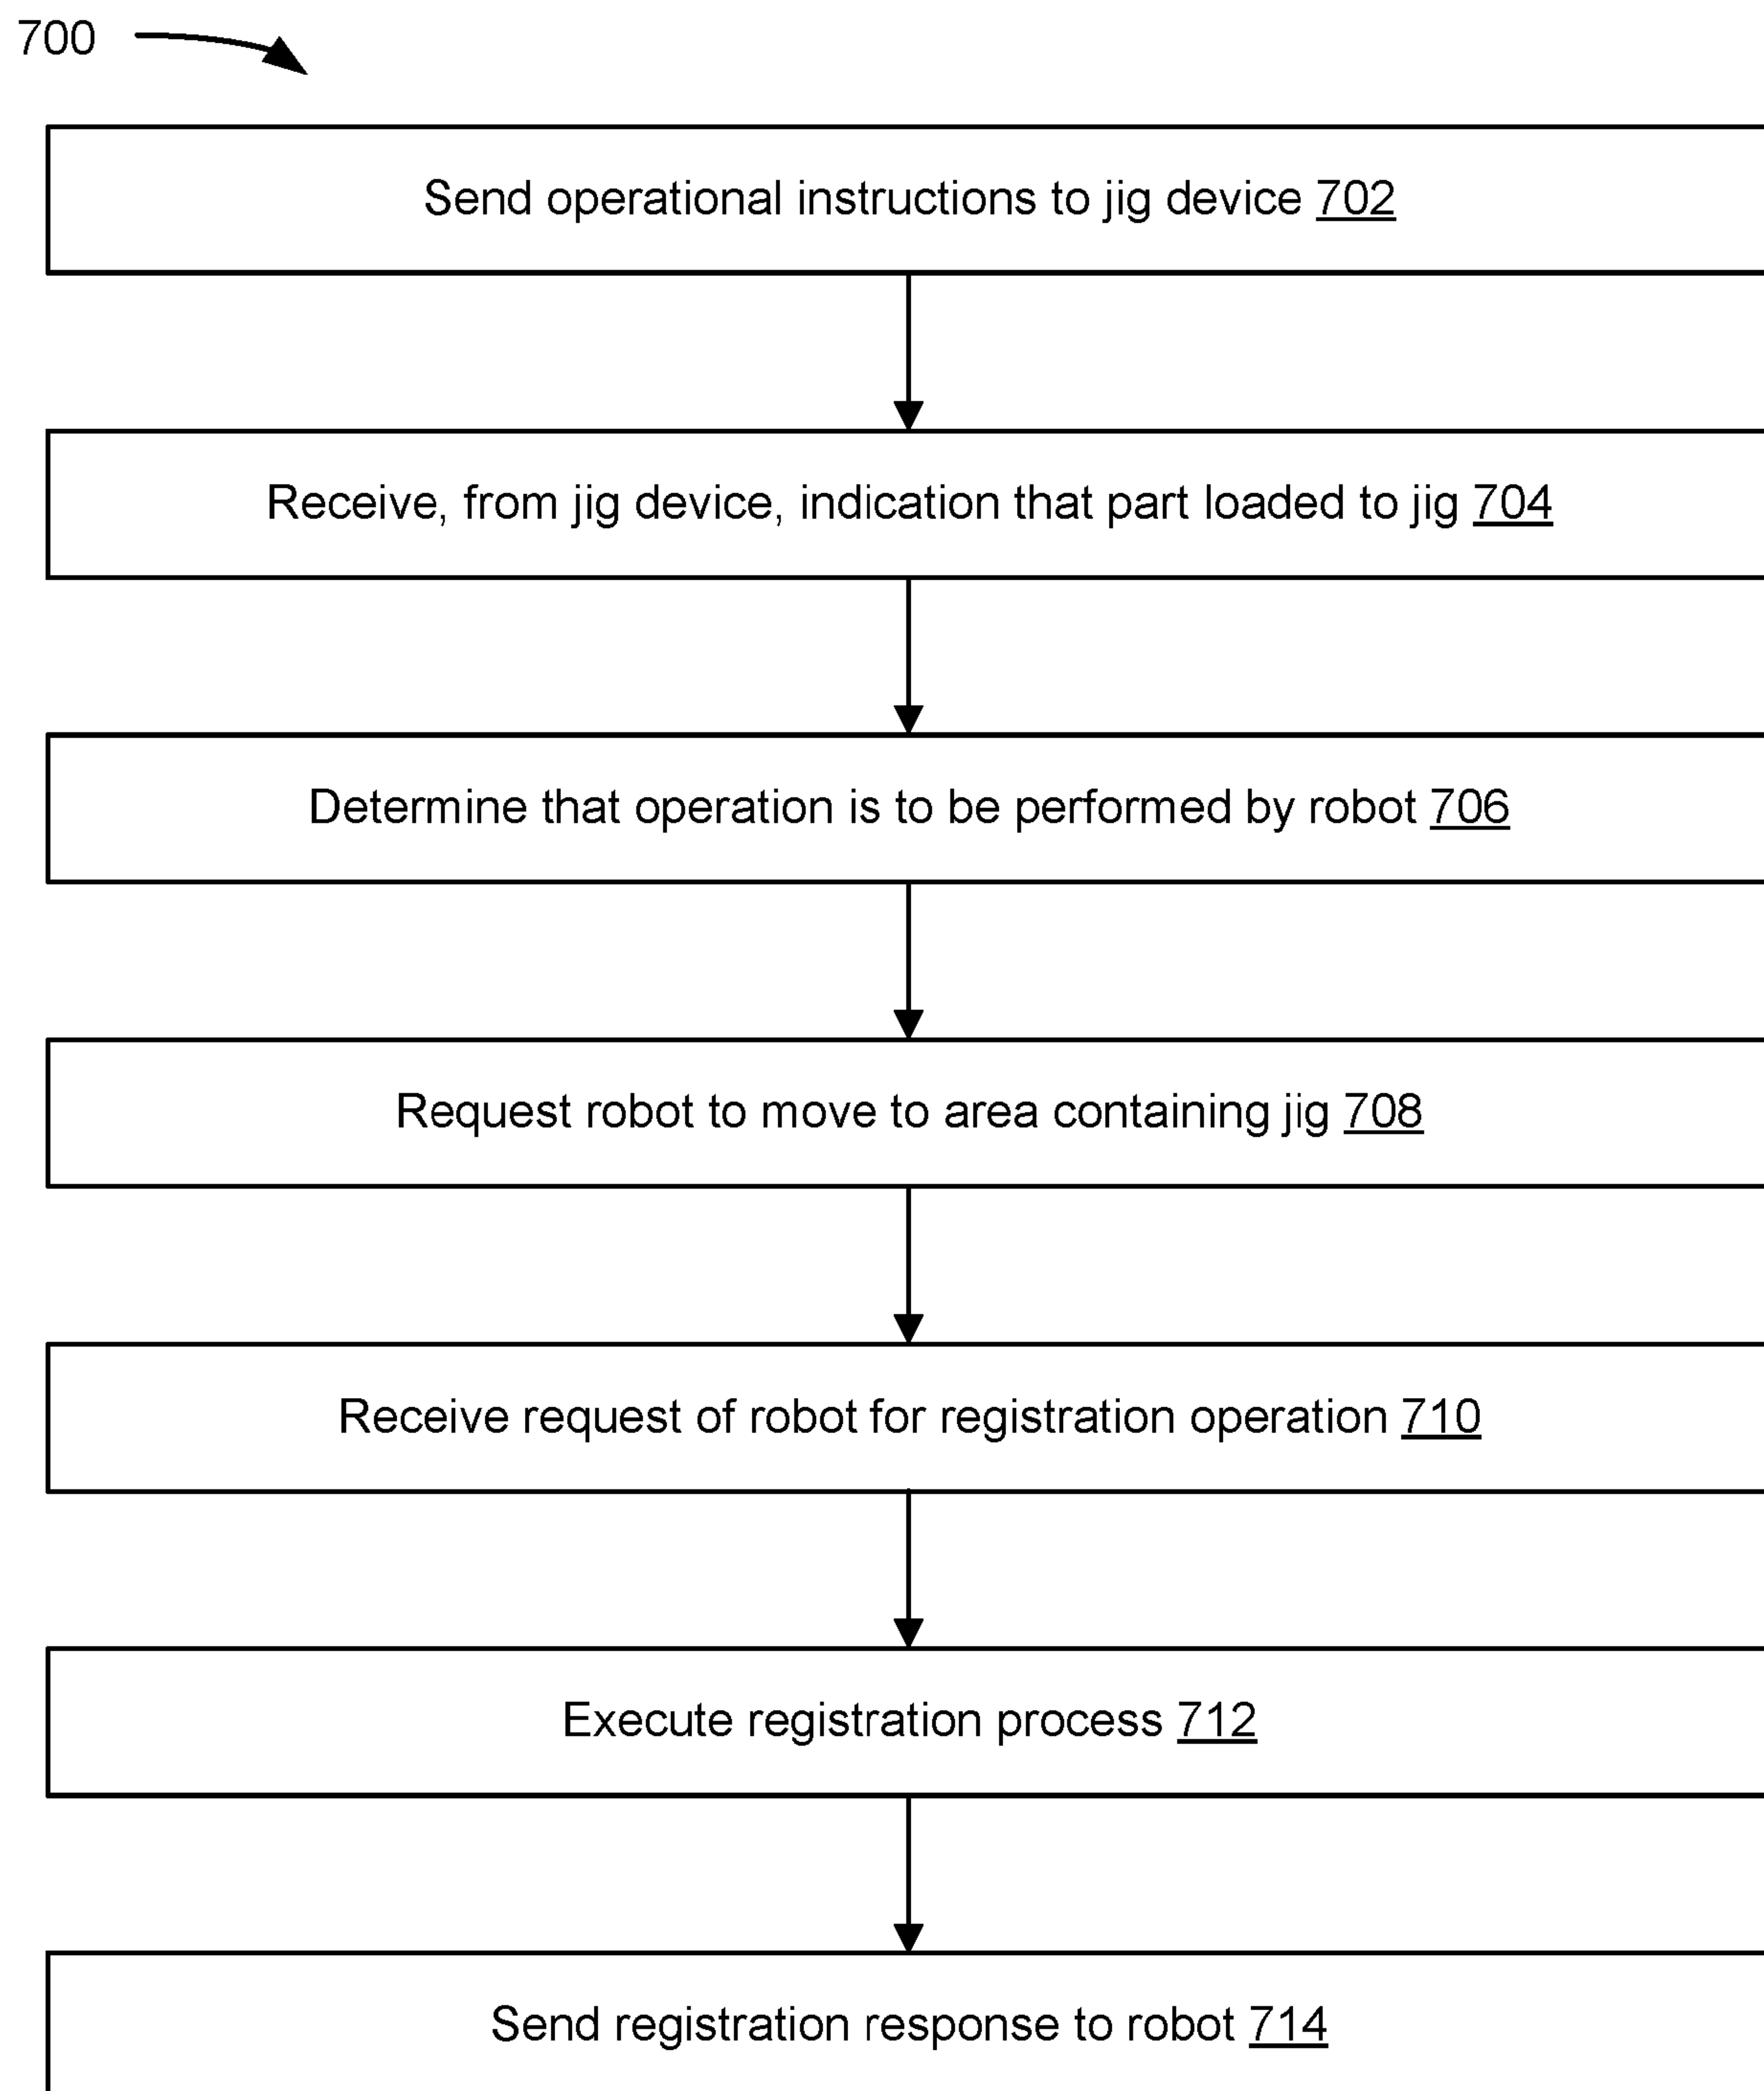 700
Send operational instructions to jig device 702
Receive, from jig device, indication that part loaded to jig 704
Determine that operation is to be performed by robot 706
Request robot to move to area containing jig 708
Receive request of robot for registration operation 710
Execute registration process 712
Send registration response to robot 714